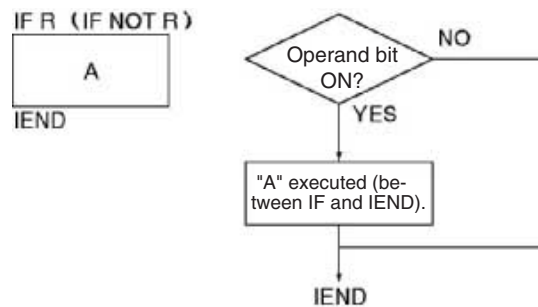 IF R (IF NOT R)
A
IEND
Operand bit
ON?
NO
YES
"A" executed (be-
tween IF and IEND).
IEND